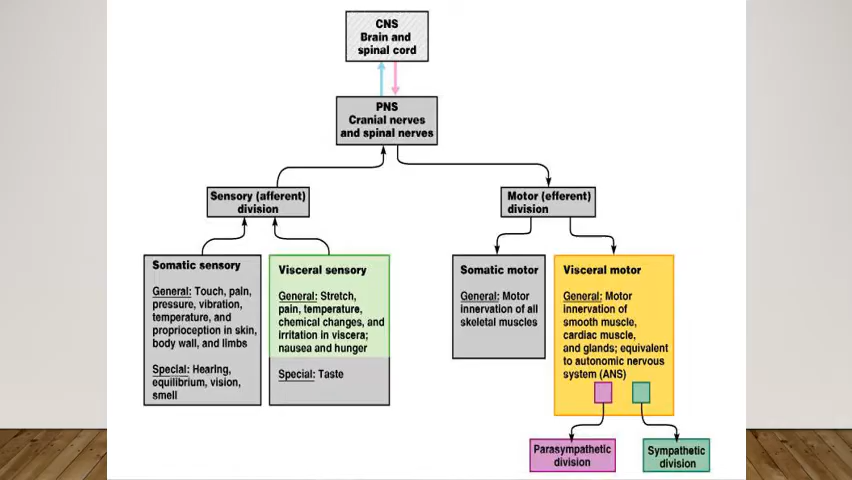 CNS
Brain and
spinal cord
PNS
Cranial nerves
and spinal nerves
Sensory (afferent)
division
Motor (efferent)
division
Somatic sensory
General: Touch, pain,
pressure, vibration,
temperature, and
proprioception in skin,
body wall, and limbs
Special: Hearing,
equilibrium, vision,
smell
Visceral sensory
General: Stretch,
pain, temperature,
chemical changes, and
irritation in viscera;
nausea and hunger
Special: Taste
Somatic motor
General: Motor
innervation of all
skeletal muscles
Visceral motor
General: Motor
innervation of
smooth muscle,
cardiac muscle,
and glands; equivalent
to autonomic nervous
system (ANS)
Parasympathetic
division
Sympathetic
division